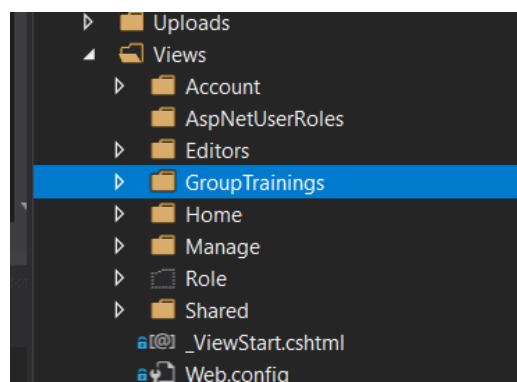 Uploads
Views
Account
AspNetUserRoles
Editors
GroupTrainings
Home
Manage
Role
Shared
[@] _ViewStart.cshtml
Web.config